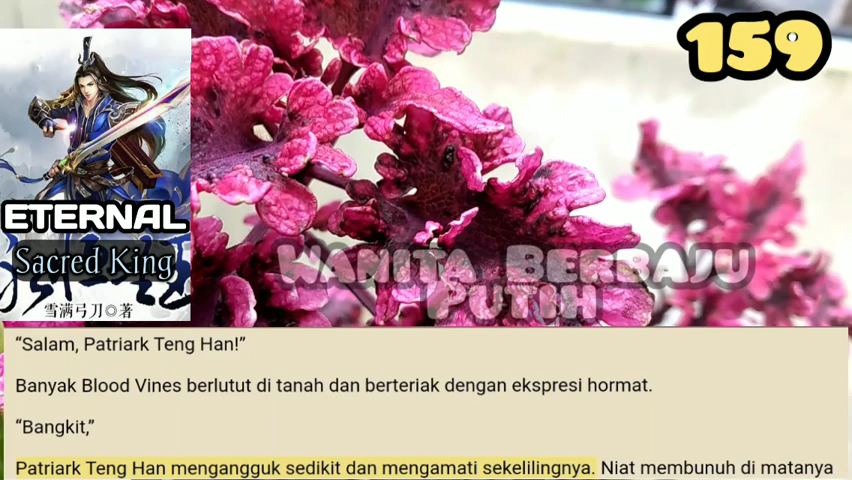 159
ETERNAL
Sacred King
雪满弓刀◎著
WANITA BERBAJU
PUTIH
“Salam, Patriark Teng Han!”
Banyak Blood Vines berlutut di tanah dan berteriak dengan ekspresi hormat.
“Bangkit,”
Patriark Teng Han mengangguk sedikit dan mengamati sekelilingnya. Niat membunuh di matanya